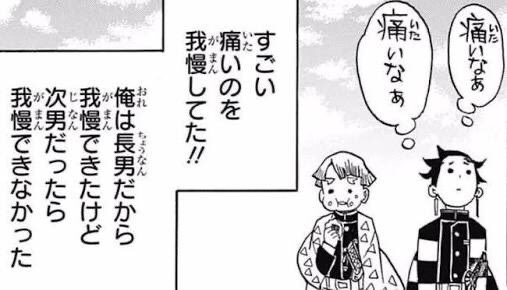 痛いなぁ
痛いなぁ
すごい
痛いのを
我慢してた!!
俺は長男だから
我慢できたけど
次男だったら
我慢できなかった